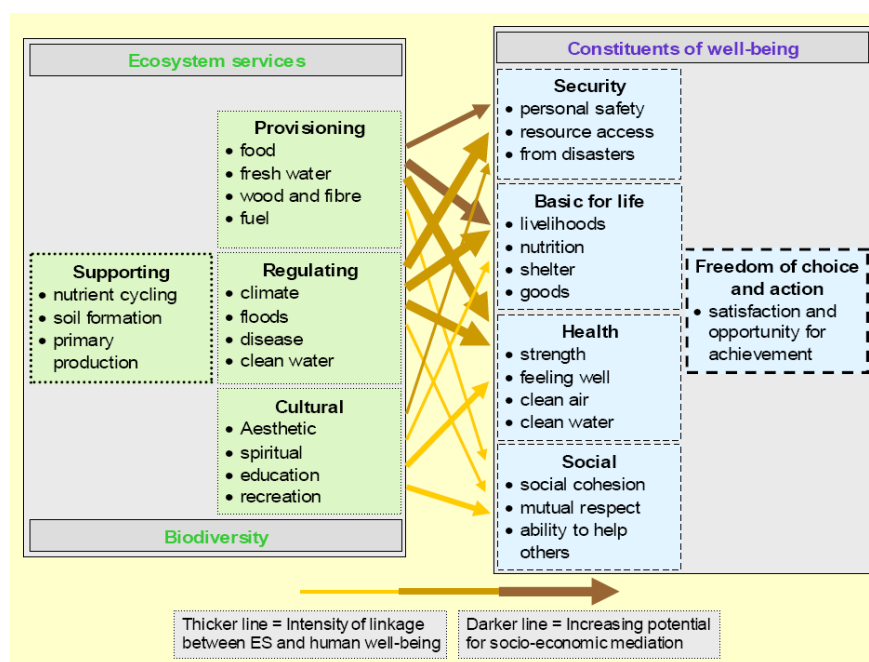 Ecosystem services
Provisioning
• food
• fresh water
• wood and fibre
• fuel
Supporting
• nutrient cycling
• soil formation
• primary
production
Regulating
• climate
• floods
• disease
• clean water
Cultural
• Aesthetic
• spiritual
• education
• recreation
Biodiversity
Constituents of well-being
Security
• personal safety
• resource access
• from disasters
Basic for life
• livelihoods
• nutrition
• shelter
• goods
Health
• strength
• feeling well
• clean air
• clean water
Social
• social cohesion
• mutual respect
• ability to help
others
Freedom of choice
and action
• satisfaction and
opportunity for
achievement
Thicker line = Intensity of linkage
between ES and human well-being
Darker line = Increasing potential
for socio-economic mediation